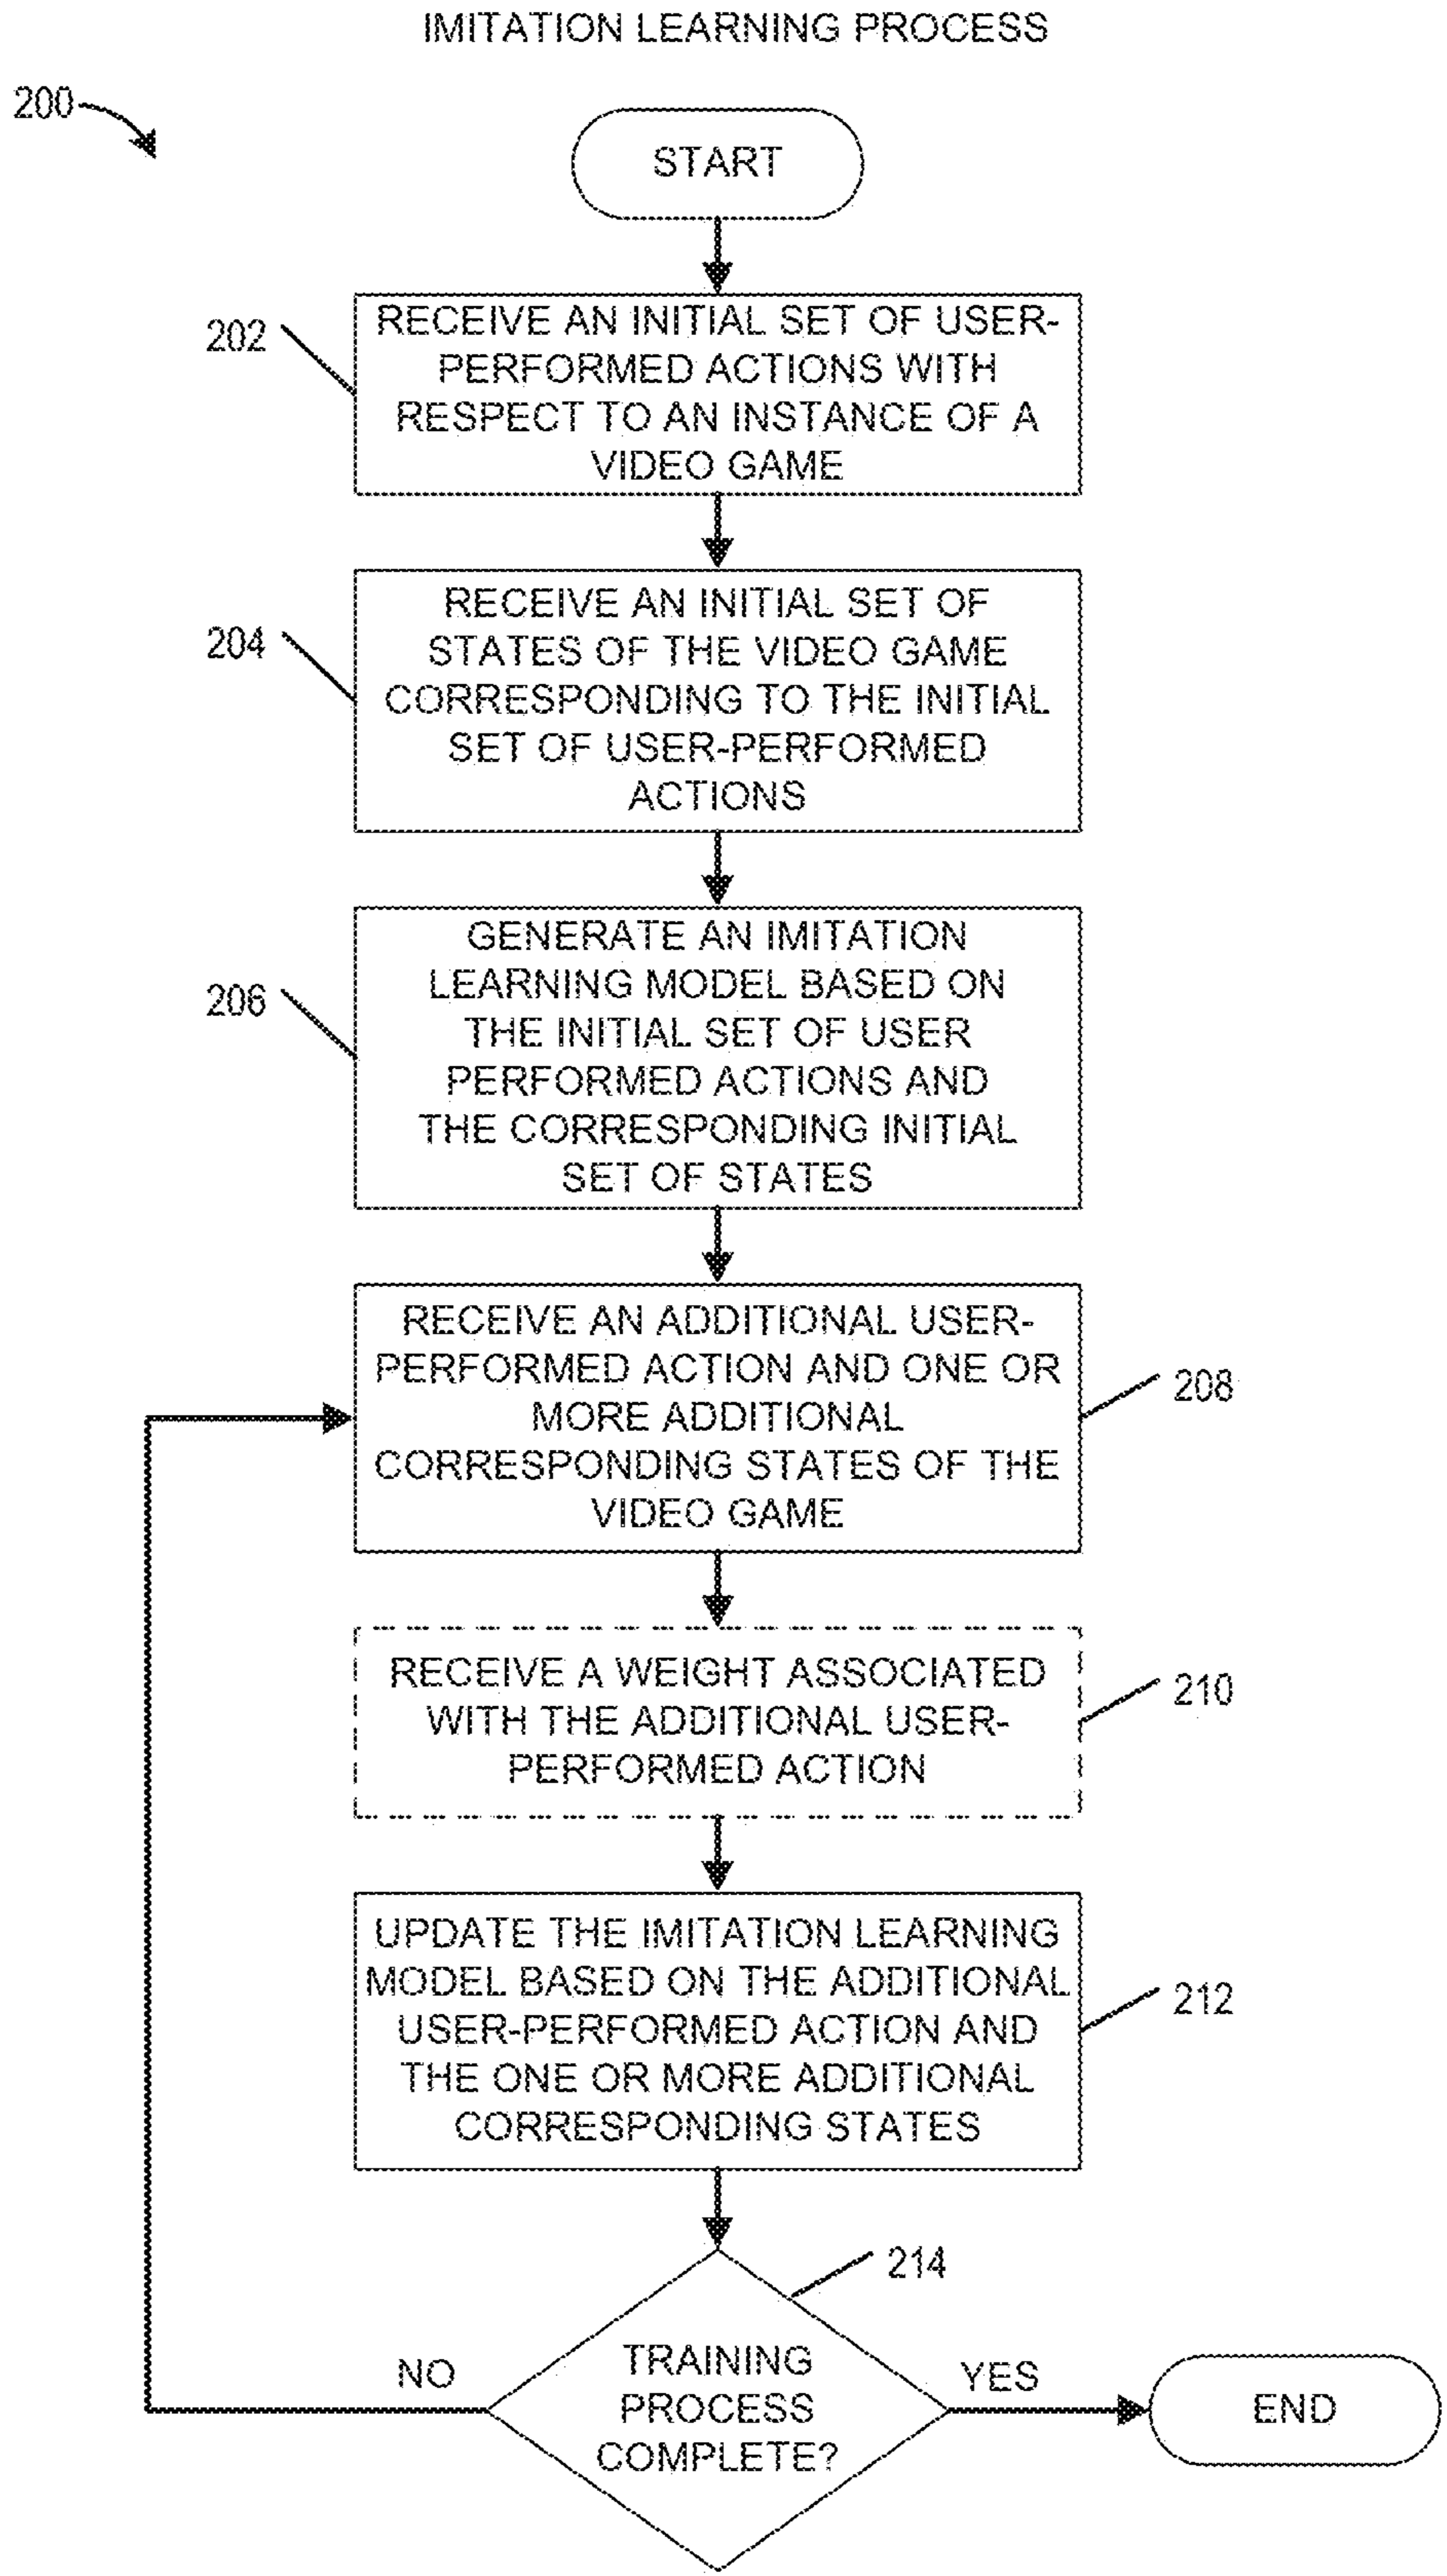 IMITATION LEARNING PROCESS
200
START
202
RECEIVE AN INITIAL SET OF USER-
PERFORMED ACTIONS WITH
RESPECT TO AN INSTANCE OF A
VIDEO GAME
204
RECEIVE AN INITIAL SET OF
STATES OF THE VIDEO GAME
CORRESPONDING TO THE INITIAL
SET OF USER-PERFORMED
ACTIONS
206
GENERATE AN IMITATION
LEARNING MODEL BASED ON
THE INITIAL SET OF USER
PERFORMED ACTIONS AND
THE CORRESPONDING INITIAL
SET OF STATES
RECEIVE AN ADDITIONAL USER-
PERFORMED ACTION AND ONE OR
MORE ADDITIONAL
CORRESPONDING STATES OF THE
VIDEO GAME
208
RECEIVE A WEIGHT ASSOCIATED
WITH THE ADDITIONAL USER-
PERFORMED ACTION
210
UPDATE THE IMITATION LEARNING
MODEL BASED ON THE ADDITIONAL
USER-PERFORMED ACTION AND
THE ONE OR MORE ADDITIONAL
CORRESPONDING STATES
212
214
NO
TRAINING
PROCESS
COMPLETE?
YES
END